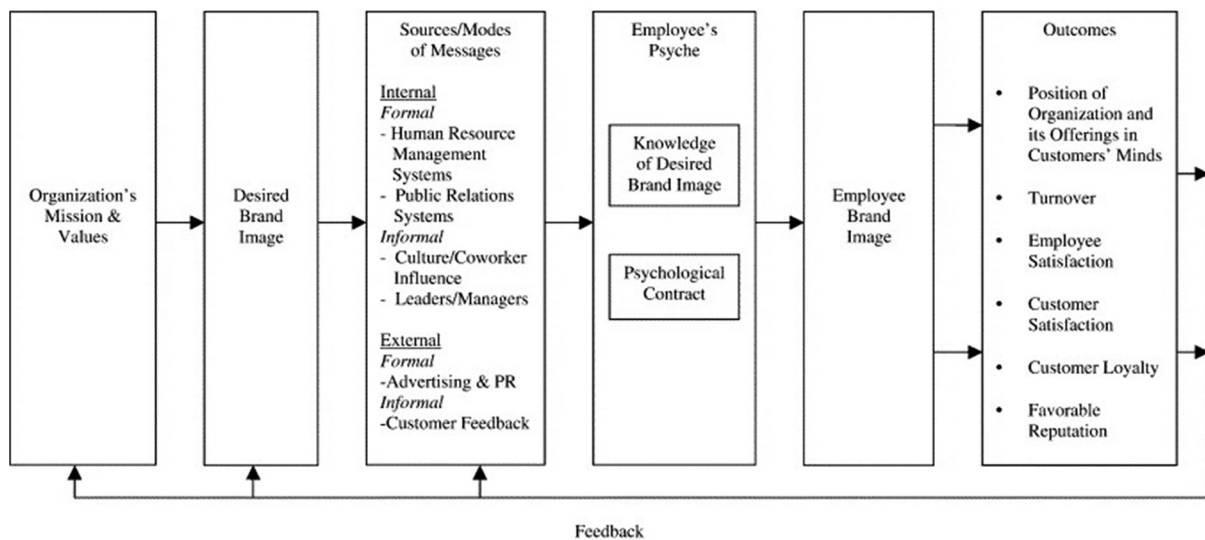 Organization's
Mission &
Values
Desired
Brand
Image
Sources/Modes
of Messages
Internal
Formal
- Human Resource
Management
Systems
- Public Relations
Systems
Informal
- Culture/Coworker
Influence
- Leaders/Managers
External
Formal
-Advertising & PR
Informal
-Customer Feedback
Employee's
Psyche
Knowledge
of Desired
Brand Image
Psychological
Contract
Employee
Brand
Image
Outcomes
• Position of
Organization and
its Offerings in
Customers' Minds
• Turnover
• Employee
Satisfaction
• Customer
Satisfaction
• Customer Loyalty
• Favorable
Reputation
Feedback